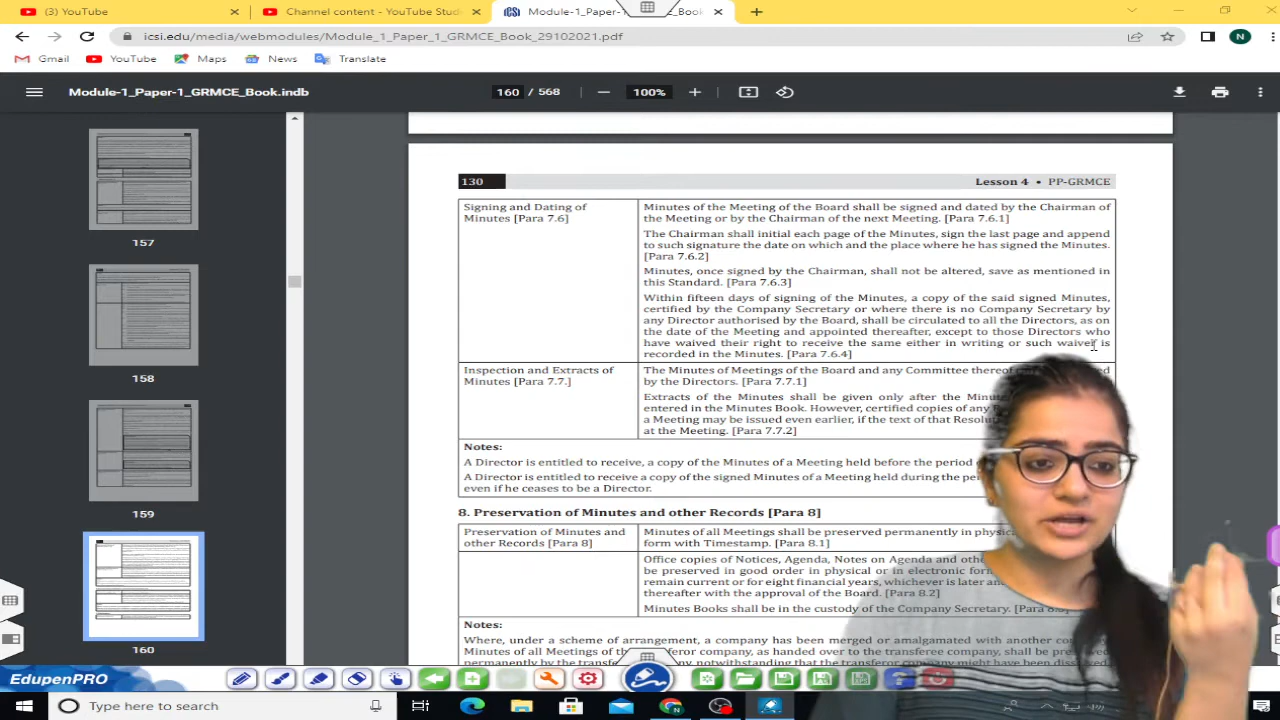 (3) YouTube
Channel content - YouTube Stud
Module_1_Paper-1
Book_
icsi.edu/media/webmodules/Module_1_Paper_1_GRMCE_Book_29102021.pdf
N
Gmail
YouTube
Maps
News
Translate
Module-1_Paper-1_GRMCE_Book.indb
160 / 568
100%
157
158
159
160
130
Lesson 4 • PP-GRMCE
Signing and Dating of
Minutes [Para 7.6]
Minutes of the Meeting of the Board shall be signed and dated by the Chairman of
the Meeting or by the Chairman of the next Meeting. [Para 7.6.1]
The Chairman shall initial each page of the Minutes, sign the last page and append
to such signature the date on which and the place where he has signed the Minutes.
[Para 7.6.2]
Minutes, once signed by the Chairman, shall not be altered, save as mentioned in
this Standard. [Para 7.6.3]
Within fifteen days of signing of the Minutes, a copy of the said signed Minutes,
certified by the Company Secretary or where there is no Company Secretary by
any Director authorised by the Board, shall be circulated to all the Directors, as on
the date of the Meeting and appointed thereafter, except to those Directors who
have waived their right to receive the same either in writing or such waiver is
recorded in the Minutes. [Para 7.6.4]
Inspection and Extracts of
Minutes [Para 7.7.]
The Minutes of Meetings of the Board and any Committee thereof
by the Directors. [Para 7.7.1]
Extracts of the Minutes shall be given only after the
entered in the Minutes Book. However, certified copies of any
a Meeting may be issued even earlier, if the text of that
at the Meeting. [Para 7.7.2]
Notes:
A Director is entitled to receive, a copy of the Minutes of a Meeting held before the period
A Director is entitled to receive a copy of the signed Minutes of a Meeting held during the
even if he ceases to be a Director.
8. Preservation of Minutes and other Records [Para 8]
Preservation of Minutes and
other Records [Para 8]
Minutes of all Meetings shall be preserved permanently in
form with Timestamp. [Para 8.1]
Office copies of Notices, Agenda, Notes on Agenda and
be preserved in good order in physical or in electronic
remain current or for eight financial years, whichever is later
thereafter with the approval of the Board. [Para 8.2]
Minutes Books shall be in the custody of the Company Secretary.
Notes:
Where, under a scheme of arrangement, a company has been merged or amalgamated with another
Minutes of all Meetings of the
company, as handed over to the transferee company, shall be
permanently by the
notwithstanding that the transferor company might have been
EdupenPRO
Type here to search